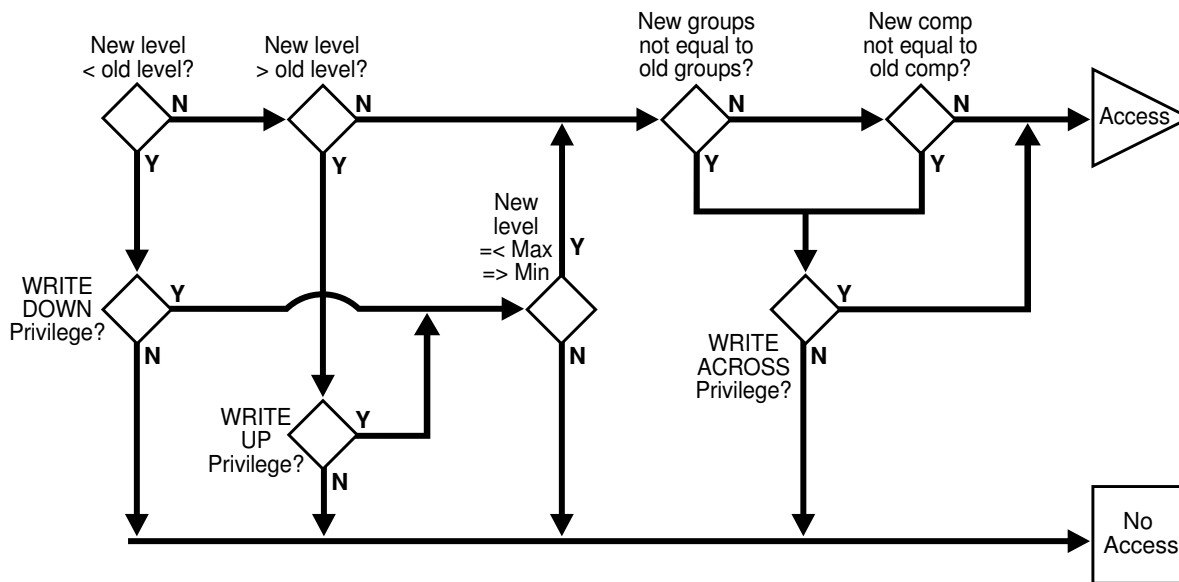 New level
< old level?
New level
> old level?
New groups
not equal to
old groups?
New comp
not equal to
old comp?
N
N
N
N
Access
Y
Y
Y
Y
New
level
=< Max
=> Min
Y
WRITE
DOWN
Privilege?
Y
N
N
Y
WRITE
ACROSS
Privilege?
N
WRITE
UP
Privilege?
Y
N
No
Access